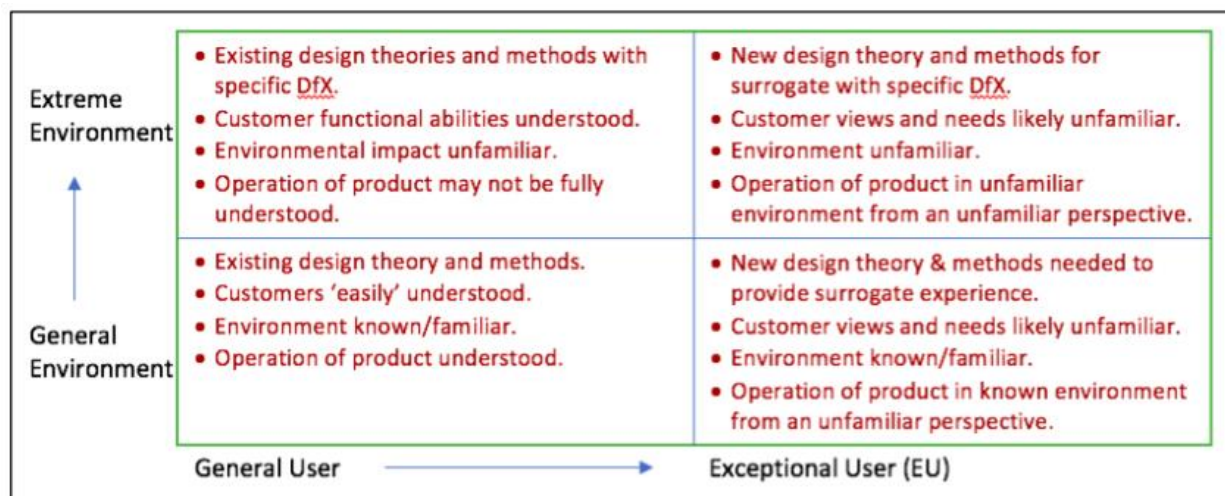 Extreme
Environment
• Existing design theories and methods with
specific DfX.
• Customer functional abilities understood.
• Environmental impact unfamiliar.
• Operation of product may not be fully
understood.
• New design theory and methods for
surrogate with specific DfX.
• Customer views and needs likely unfamiliar.
• Environment unfamiliar.
• Operation of product in unfamiliar
environment from an unfamiliar perspective.
General
Environment
• Existing design theory and methods.
• Customers ‘easily’ understood.
• Environment known/familiar.
• Operation of product understood.
• New design theory & methods needed to
provide surrogate experience.
• Customer views and needs likely unfamiliar.
• Environment known/familiar.
• Operation of product in known environment
from an unfamiliar perspective.
General User
Exceptional User (EU)